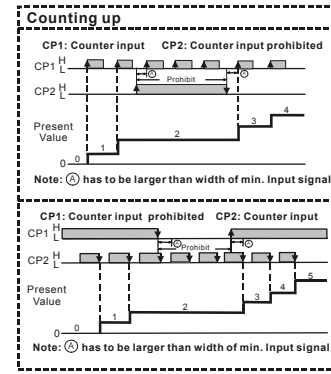 Counting up
CP1: Counter input CP2: Counter input prohibited
CP1 H
L
A
Prohibit
A
CP2 H
L
Present
Value
0
0
1
2
3
4
Note: A has to be larger than width of min. Input signal
CP1: Counter input prohibited CP2: Counter input
CP1 H
L
A
Prohibit
A
CP2 H
L
Present
Value
0
0
1
2
3
4
5
Note: A has to be larger than width of min. Input signal